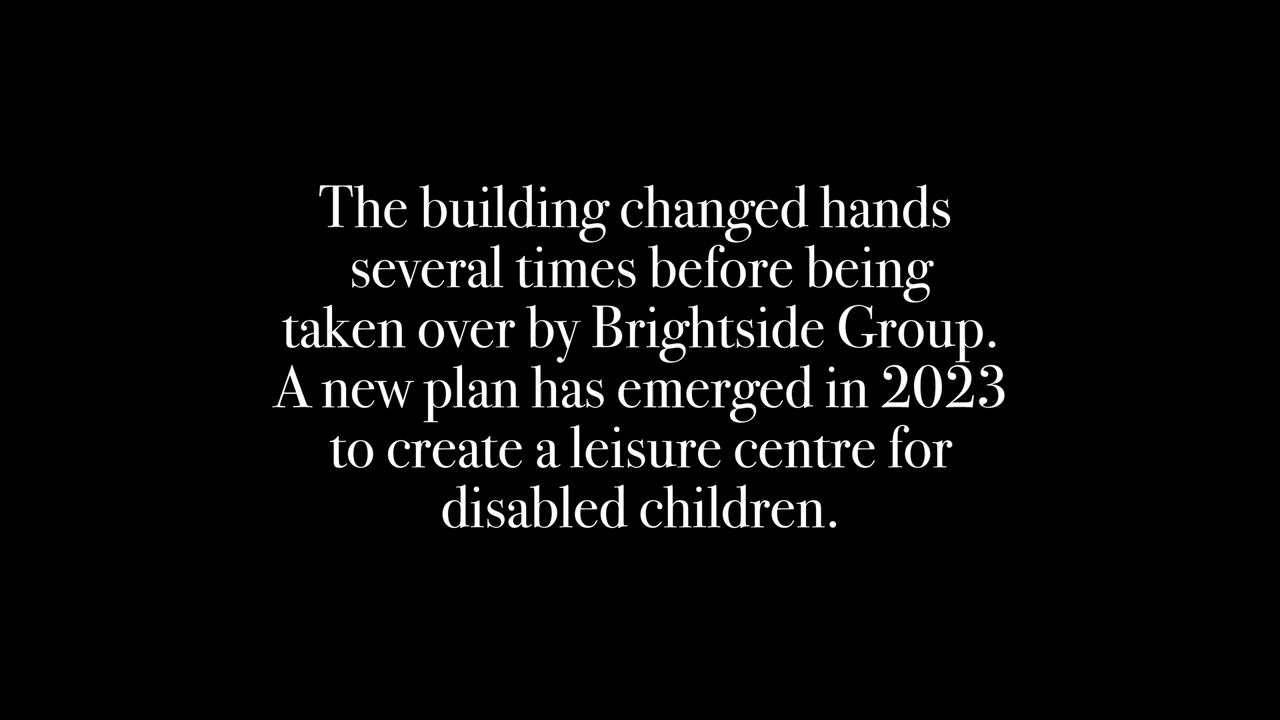 The building changed hands
several times before being
taken over by Brightside Group.
A new plan has emerged in 2023
to create a leisure centre for
disabled children.